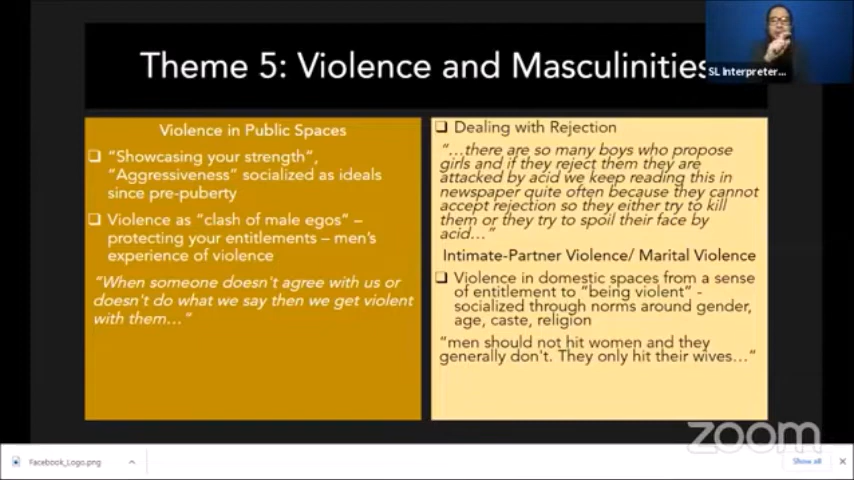 Theme 5: Violence and Masculinities
SL Interpreter...
Violence in Public Spaces
"Showcasing your strength",
"Aggressiveness" socialized as ideals
since pre-puberty
Violence as "clash of male egos" –
protecting your entitlements – men's
experience of violence
"When someone doesn't agree with us or
doesn't do what we say then we get violent
with them..."
Dealing with Rejection
"...there are so many boys who propose
girls and if they reject them they are
attacked by acid we keep reading this in
newspaper quite often because they cannot
accept rejection so they either try to kill
them or they try to spoil their face by
acid..."
Intimate-Partner Violence/ Marital Violence
Violence in domestic spaces from a sense
of entitlement to "being violent" -
socialized through norms around gender,
age, caste, religion
"men should not hit women and they
generally don't. They only hit their wives..."
zoom
Facebook_Logo.png
Show all